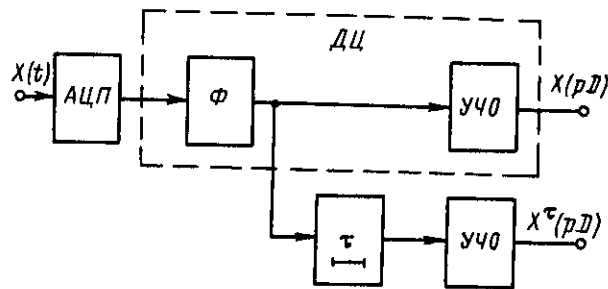 ДЦ
X(t)
АЦП
Ф
УЧО
X(pD)
τ
УЧО
X^τ(pD)